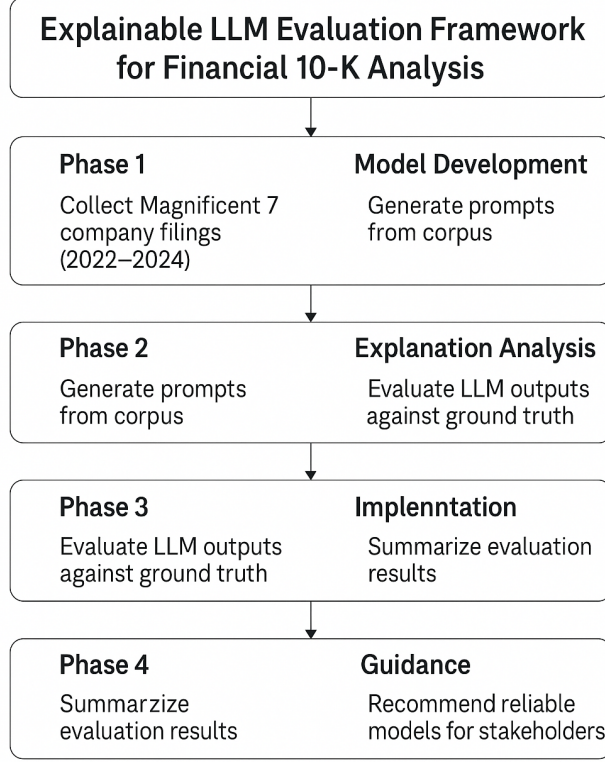 Explainable LLM Evaluation Framework
for Financial 10-K Analysis
Phase 1
Collect Magnificent 7
company filings
(2022–2024)
Model Development
Generate prompts
from corpus
Phase 2
Generate prompts
from corpus
Explanation Analysis
Evaluate LLM outputs
against ground truth
Phase 3
Evaluate LLM outputs
against ground truth
Implenntation
Summarize evaluation
results
Phase 4
Summarzize
evaluation results
Guidance
Recommend reliable
models for stakeholders